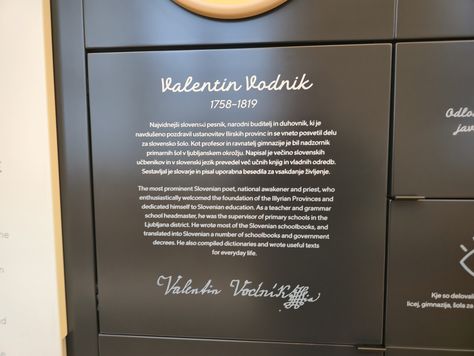 Valentin Vodnik
1758–1819
Najvidnejši slovenski pesnik, narodni buditelj in duhovnik, ki je
navdušeno pozdravil ustanovitev Ilirskih provinc in se vneto posvetil delu
za slovensko šolo. Kot profesor in ravnatelj gimnazije je bil nadzornik
primarnih šol v ljubljanskem okrožju. Napisal je večino slovenskih
učbenikov in v slovenski jezik prevedel več učnih knjig in vladnih odredb.
Sestavljal je slovarje in pisal uporabna besedila za vsakdanje življenje.
The most prominent Slovenian poet, national awakener and priest, who
enthusiastically welcomed the foundation of the Illyrian Provinces and
dedicated himself to Slovenian education. As a teacher and grammar
school headmaster, he was the supervisor of primary schools in the
Ljubljana district. He wrote most of the Slovenian schoolbooks, and
translated into Slovenian a number of schoolbooks and government
decrees. He also compiled dictionaries and wrote useful texts
for everyday life.
Valentin Vodnik
Kje so deloval
licej, gimnazija, šola za